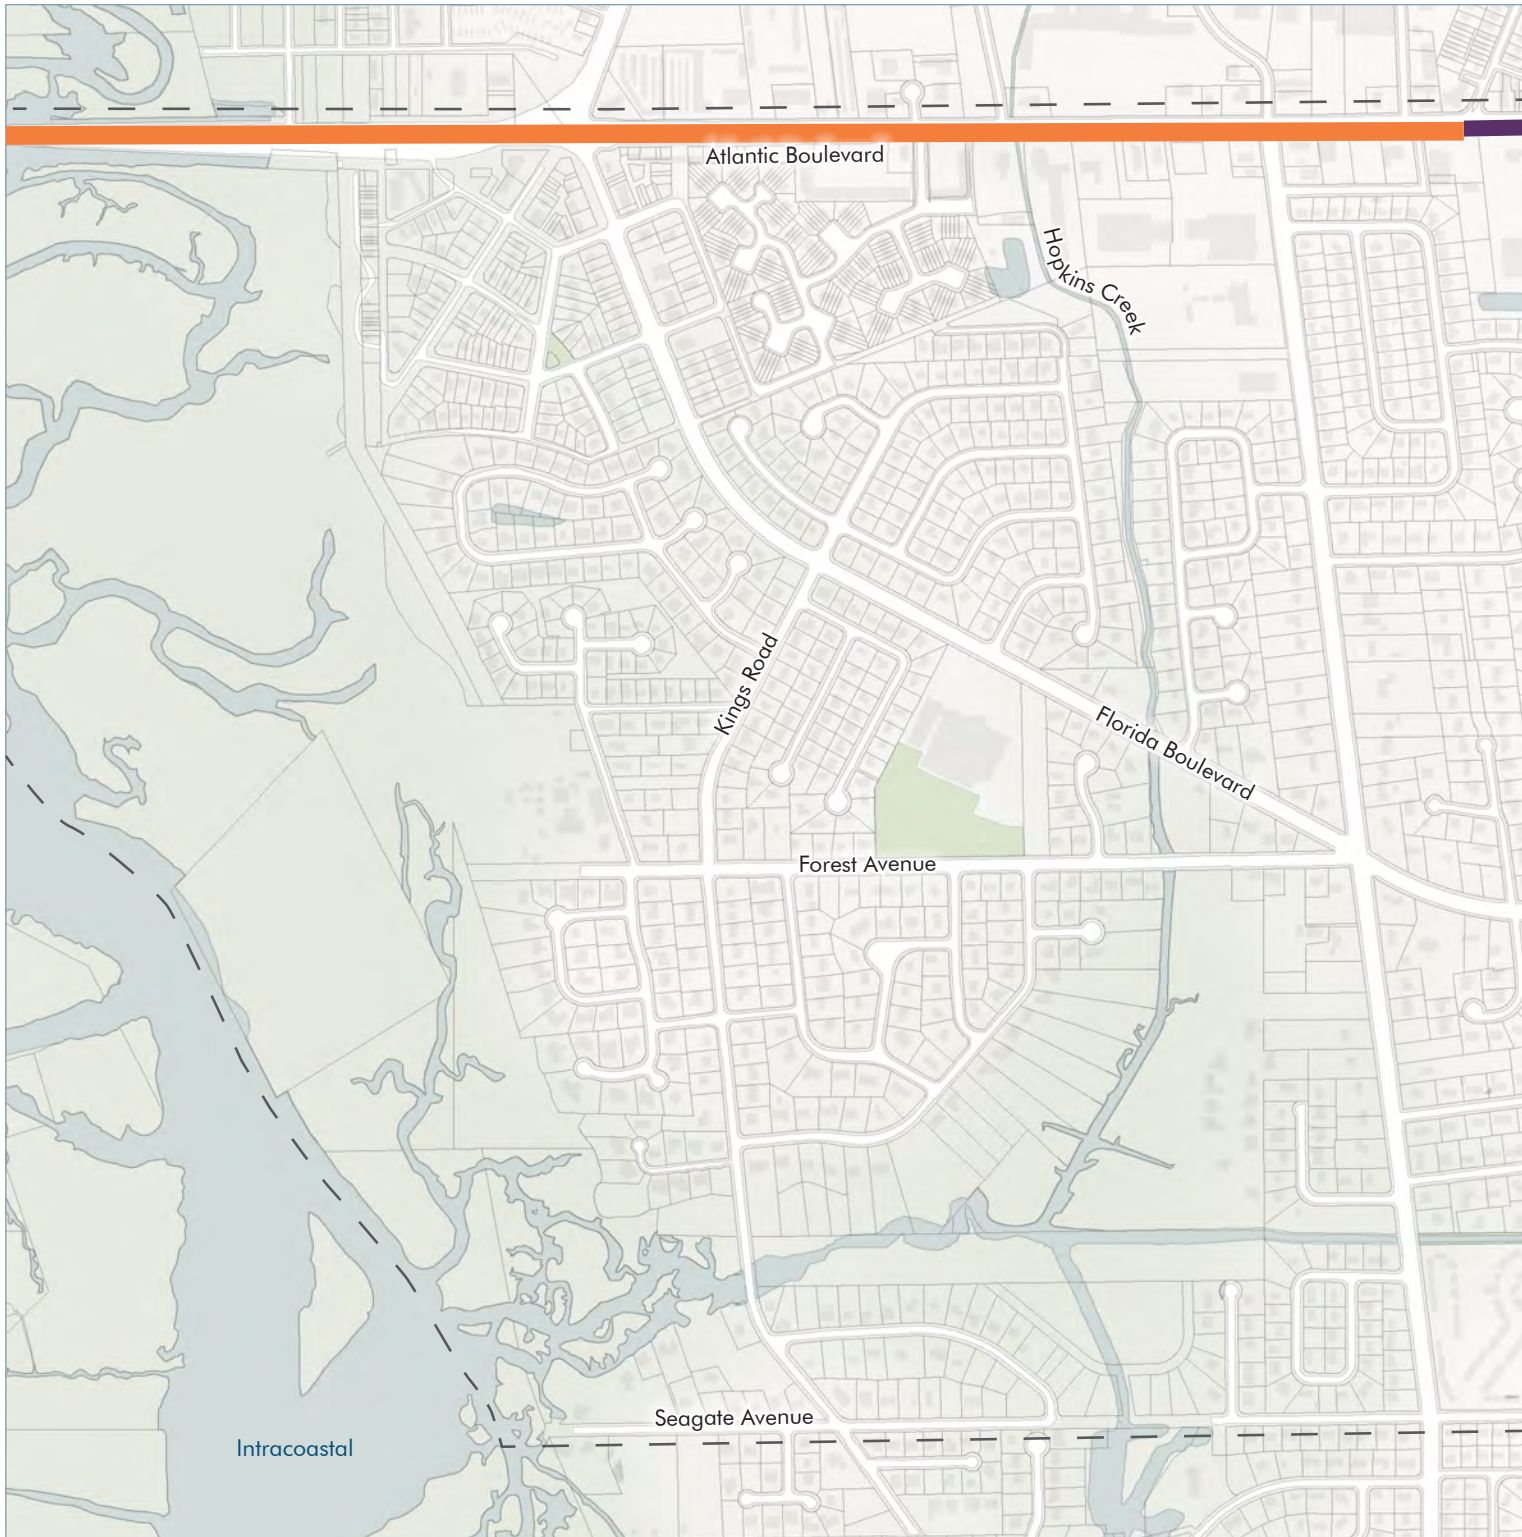 Atlantic Boulevard
Hopkins Creek
Kings Road
Florida Boulevard
Forest Avenue
Seagate Avenue
Intracoastal